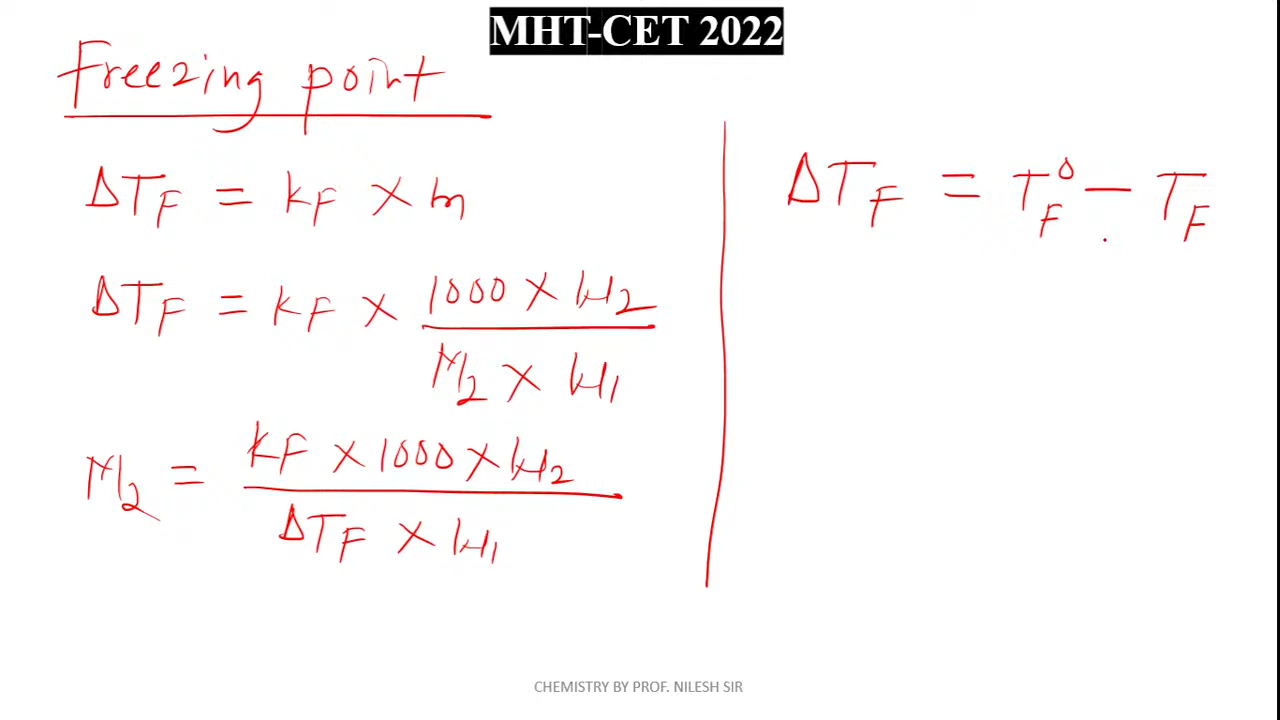 MHT-CET 2022
Freezing point
ΔTF = KF × m
ΔTF = KF × 1000 × W2
M2 × W1
M2 = KF × 1000 × W2
ΔTF × W1
ΔTF = TF° − TF
CHEMISTRY BY PROF. NILESH SIR